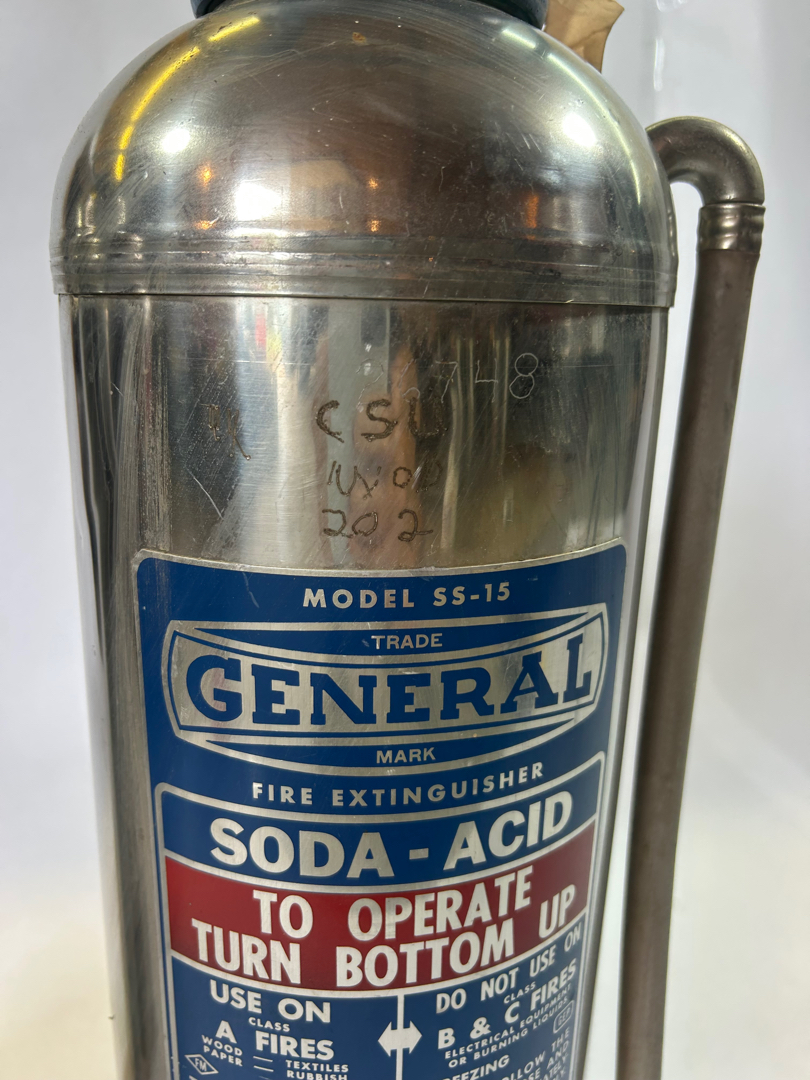 748
CSU
202
MODEL SS-15
TRADE
GENERAL
MARK
FIRE EXTINGUISHER
SODA-ACID
TO OPERATE
TURN BOTTOM UP
USE ON
CLASS
A FIRES
WOOD
PAPER
TEXTILES
RUBBISH
FM
DO NOT USE ON
CLASS
B & C FIRES
ELECTRICAL EQUIPMENT
OR BURNING LIQUIDS